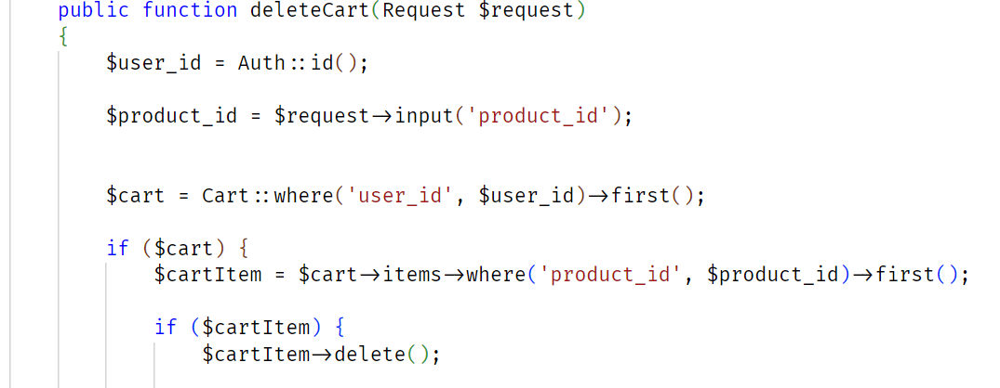 public function deleteCart(Request $request)
{
$user_id = Auth::id();
$product_id = $request->input('product_id');
$cart = Cart::where('user_id', $user_id)->first();
if ($cart) {
$cartItem = $cart->items->where('product_id', $product_id)->first();
if ($cartItem) {
$cartItem->delete();